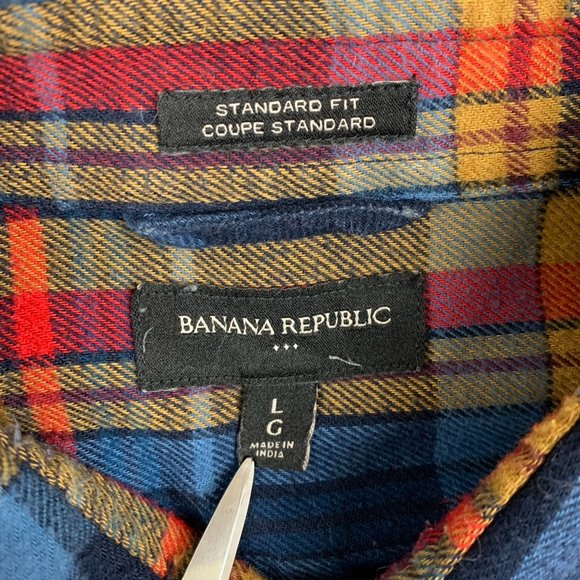 STANDARD FIT
COUPE STANDARD
BANANA REPUBLIC
L
G
MADE IN
INDIA